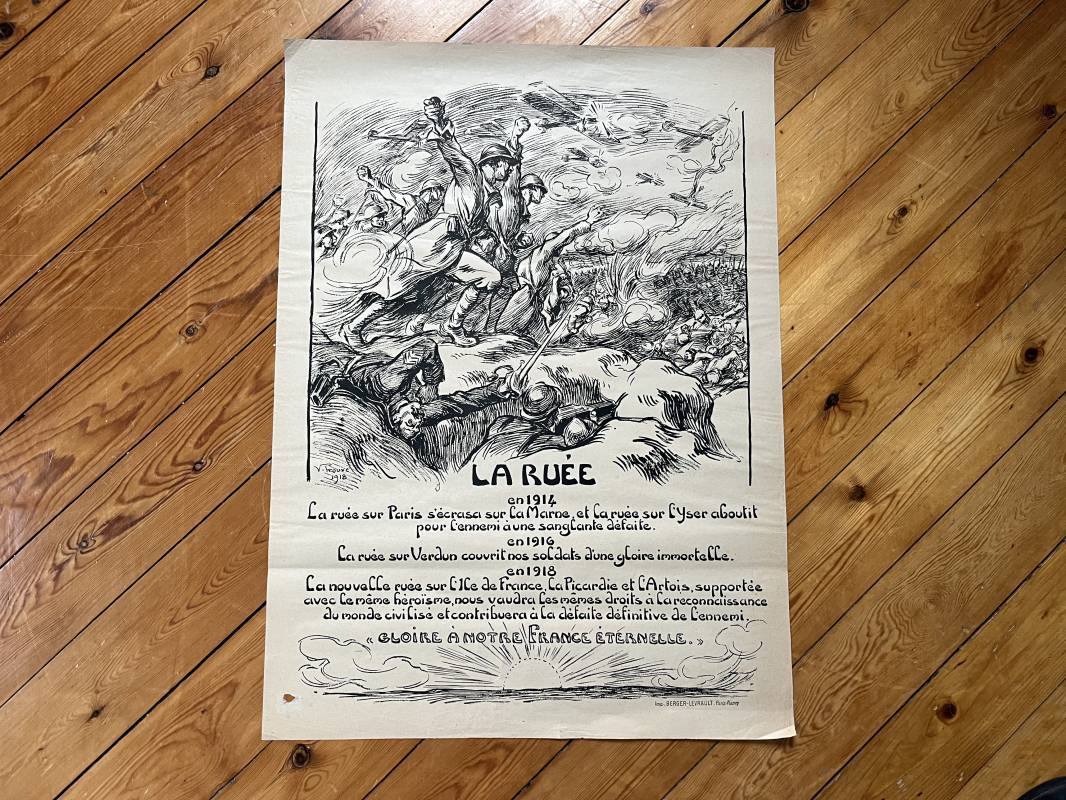 V. Prouvé
1918
LA RUÉE
en 1914
La ruée sur Paris s'écrasa sur la Marne, et la ruée sur l'Yser aboutit
pour l'ennemi à une sanglante défaite.
en 1916
La ruée sur Verdun couvrit nos soldats d'une gloire immortelle.
en 1918
La nouvelle ruée sur l'Ile de France, la Picardie et l'Artois, supportée
avec le même héroïsme, nous vaudra les mêmes droits à la reconnaissance
du monde civilisé et contribuera à la défaite définitive de l'ennemi.
« GLOIRE À NOTRE FRANCE ÉTERNELLE. »
Imp. BERGER-LEVRAULT, Paris-Nancy